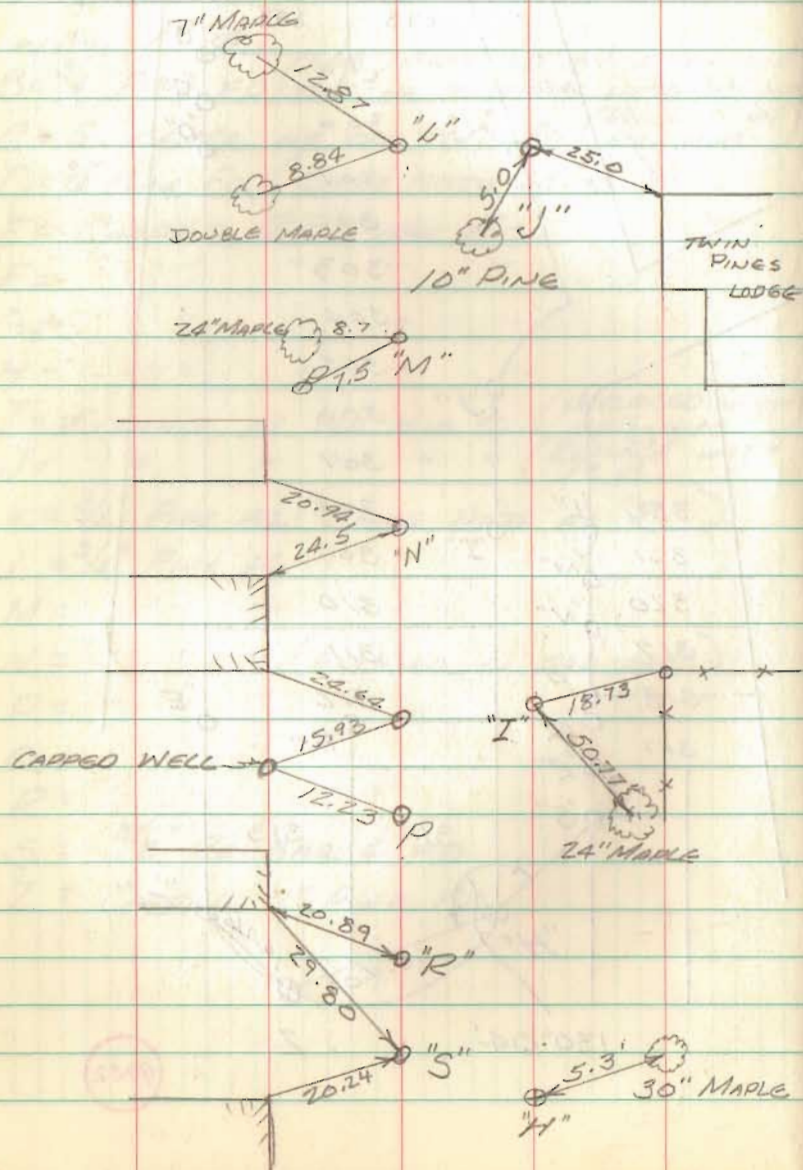 7" MAPLE
12.87
"L"
8.84
DOUBLE MAPLE
25.0
5.0
"J"
10" PINE
TWIN
PINES
LODGE
24" MAPLE
8.7
7.5
"M"
20.94
24.5
"N"
24.64
15.93
CAPPED WELL
12.23
P
18.73
"I"
50.77
24" MAPLE
20.89
"R"
29.80
"S"
20.24
5.3'
30" MAPLE
"H"